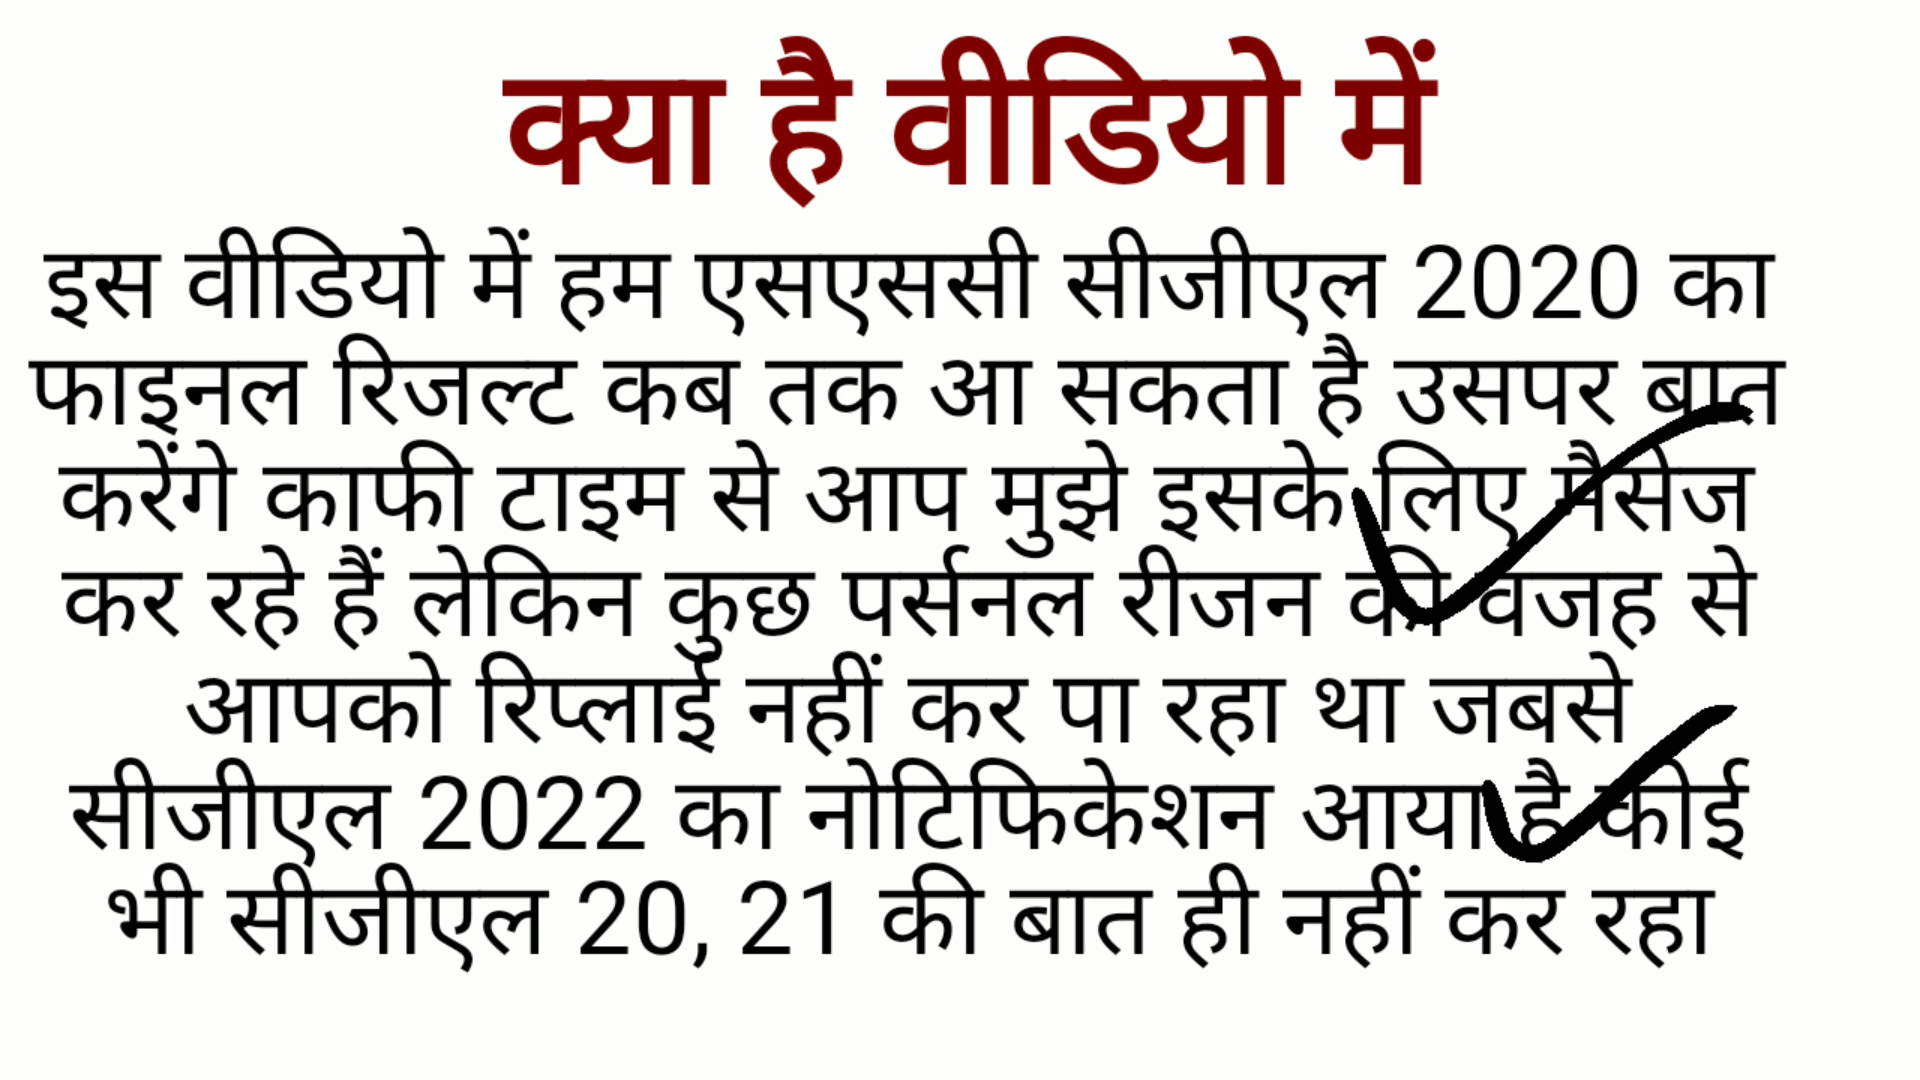 क्या है वीडियो में
इस वीडियो में हम एसएससी सीजीएल 2020 का
फाइनल रिजल्ट कब तक आ सकता है उसपर बात
करेंगे काफी टाइम से आप मुझे इसके लिए मैसेज
कर रहे हैं लेकिन कुछ पर्सनल रीजन की वजह से
आपको रिप्लाई नहीं कर पा रहा था जबसे
सीजीएल 2022 का नोटिफिकेशन आया है कोई
भी सीजीएल 20, 21 की बात ही नहीं कर रहा